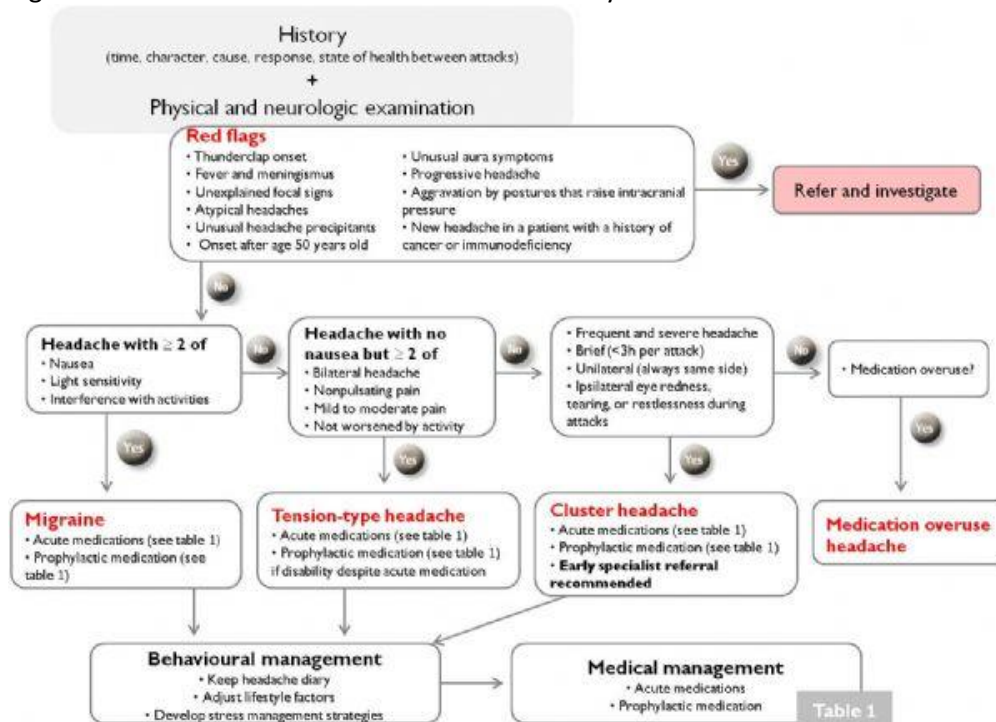 History
(time, character, cause, response, state of health between attacks)
+
Physical and neurologic examination
Red flags
• Thunderclap onset
• Fever and meningismus
• Unexplained focal signs
• Atypical headaches
• Unusual headache precipitants
• Onset after age 50 years old
• Unusual aura symptoms
• Progressive headache
• Aggravation by postures that raise intracranial
pressure
• New headache in a patient with a history of
cancer or immunodeficiency
Yes
Refer and investigate
No
Headache with ≥ 2 of
• Nausea
• Light sensitivity
• Interference with activities
No
Headache with no
nausea but ≥ 2 of
• Bilateral headache
• Nonpulsating pain
• Mild to moderate pain
• Not worsened by activity
No
• Frequent and severe headache
• Brief (<3h per attack)
• Unilateral (always same side)
• Ipsilateral eye redness,
tearing, or restlessness during
attacks
No
• Medication overuse?
Yes
Yes
Yes
Yes
Migraine
• Acute medications (see table 1)
• Prophylactic medication (see
table 1)
Tension-type headache
• Acute medications (see table 1)
• Prophylactic medication (see table 1)
if disability despite acute medication
Cluster headache
• Acute medications (see table 1)
• Prophylactic medication (see table 1)
• Early specialist referral
recommended
Medication overuse
headache
Behavioural management
• Keep headache diary
• Adjust lifestyle factors
• Develop stress management strategies
Medical management
• Acute medications
• Prophylactic medication
Table 1